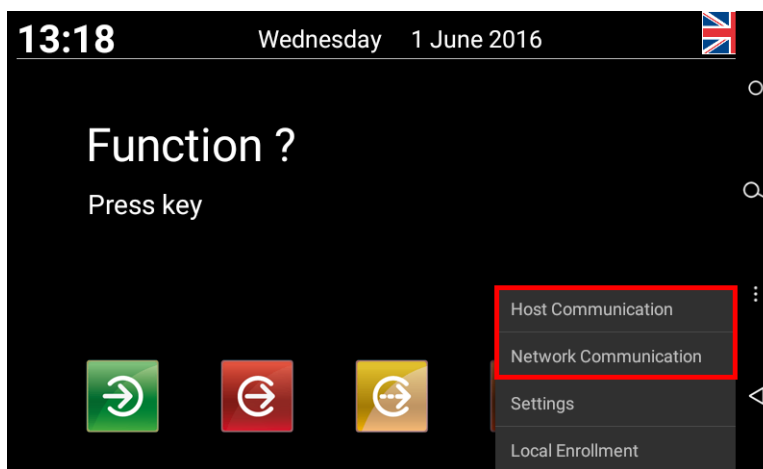 13:18 Wednesday 1 June 2016
Function ?
Press key
Host Communication
Network Communication
Settings
Local Enrollment